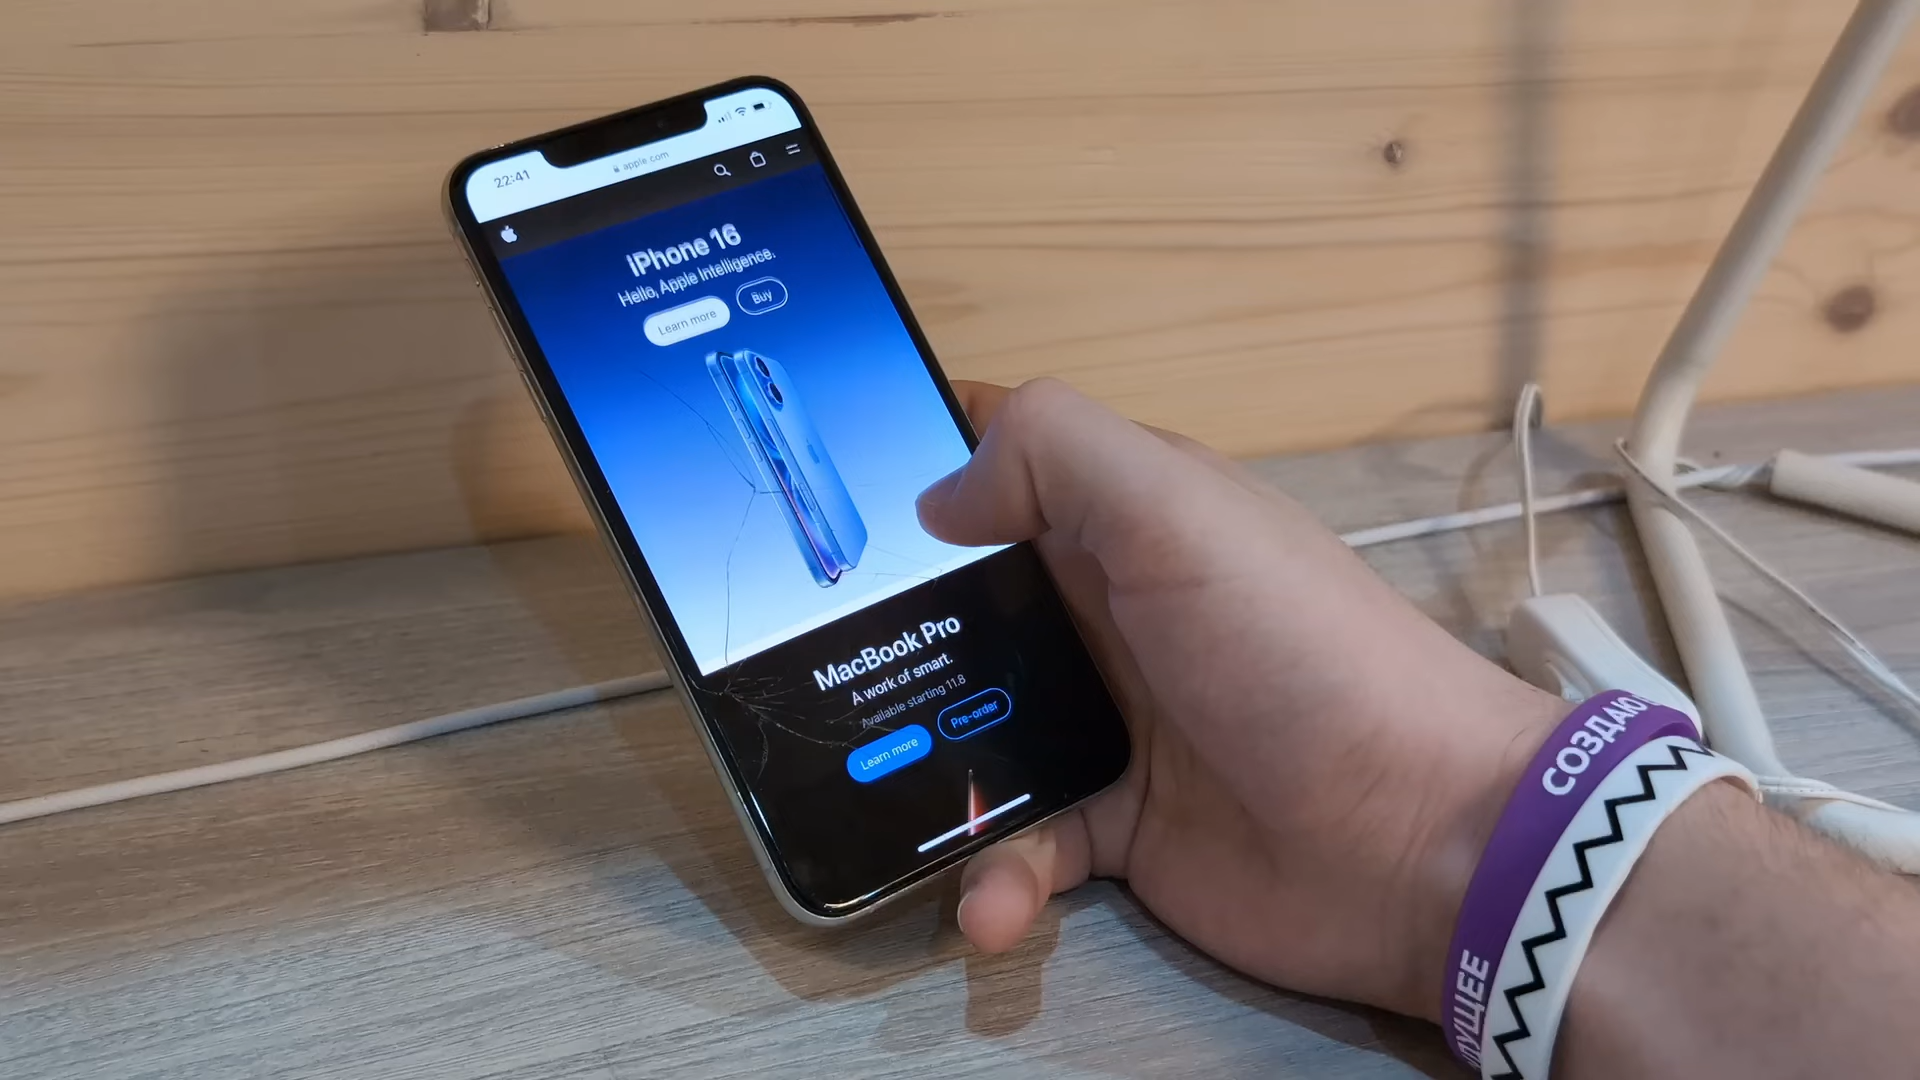 22:41
apple.com
iPhone 16
Hello, Apple Intelligence.
Learn more
Buy
MacBook Pro
A work of smart.
Available starting 11.8
Learn more
Pre-order
СОЗДАЮ